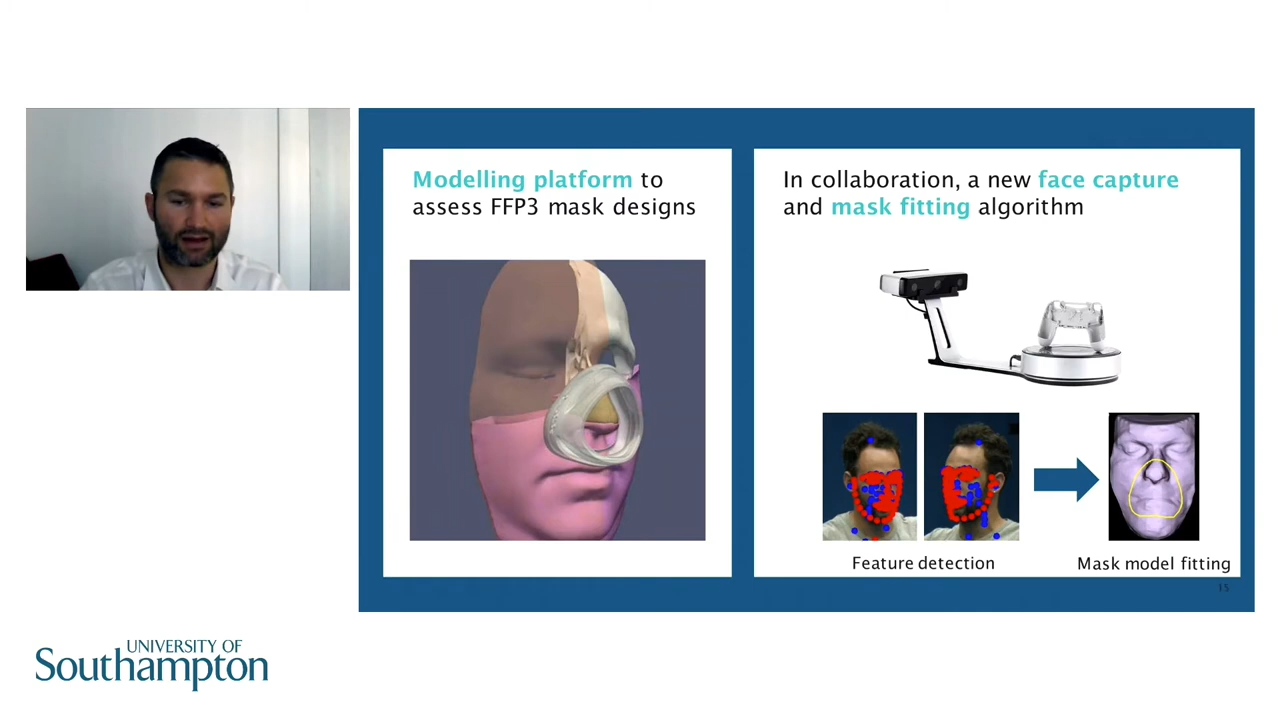 Modelling platform to
assess FFP3 mask designs
In collaboration, a new face capture
and mask fitting algorithm
Feature detection
Mask model fitting
15
UNIVERSITY OF
Southampton